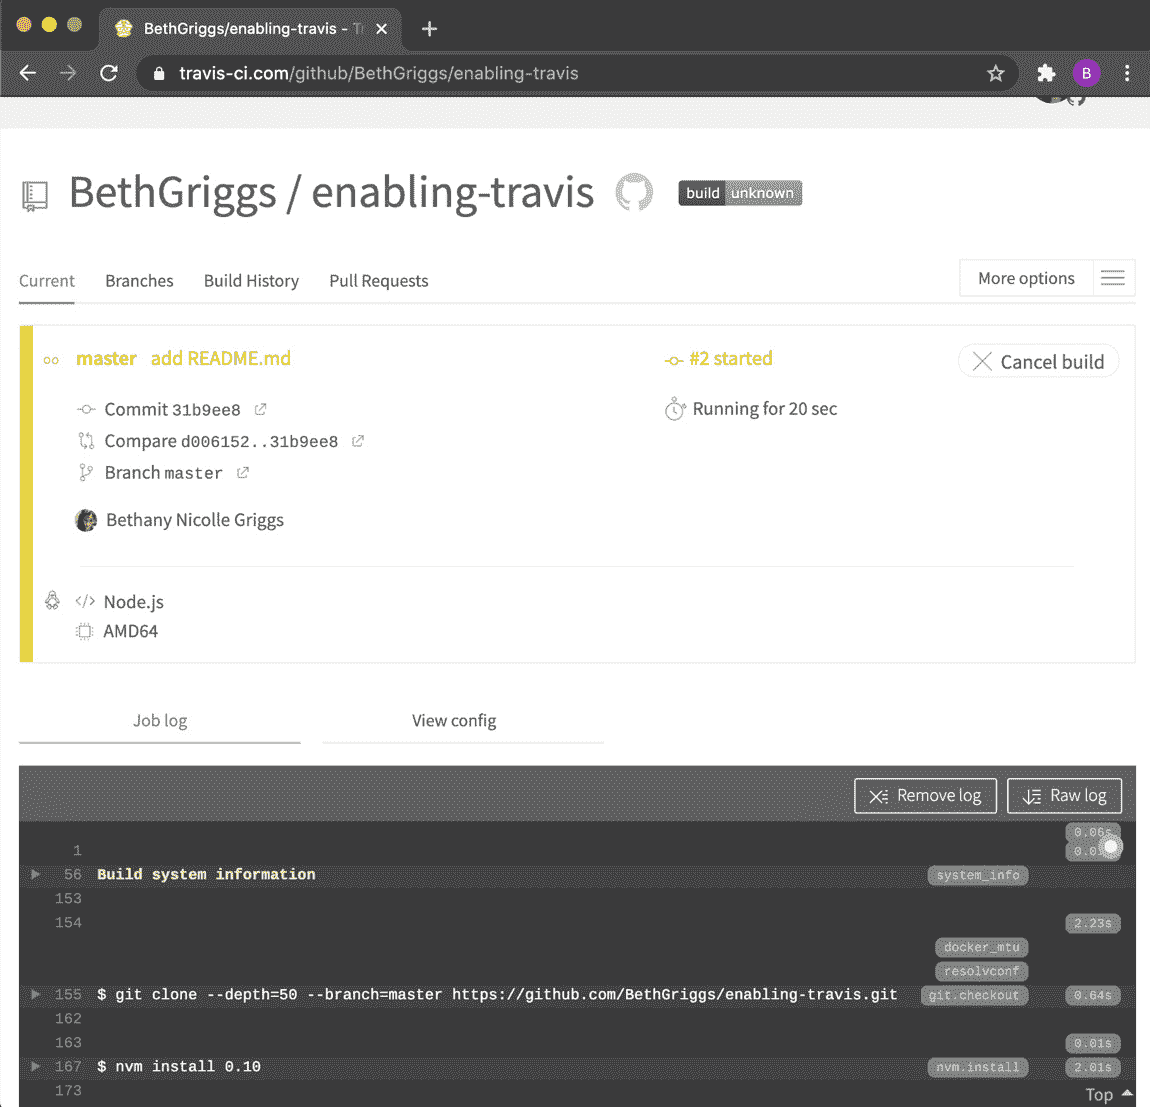 BethGriggs/enabling-travis - Tr
travis-ci.com/github/BethGriggs/enabling-travis
B
BethGriggs / enabling-travis
build unknown
Current Branches Build History Pull Requests
More options
master add README.md
#2 started
Cancel build
Commit 31b9ee8
Running for 20 sec
Compare d006152..31b9ee8
Branch master
Bethany Nicolle Griggs
Node.js
AMD64
Job log View config
Remove log Raw log
0.06s
1
56 Build system information system_info
153
154 2.23s
docker_mtu
resolvconf
155 $ git clone --depth=50 --branch=master https://github.com/BethGriggs/enabling-travis.git git.checkout 0.64s
162
163 0.01s
167 $ nvm install 0.10 nvm.install 2.01s
173
Top